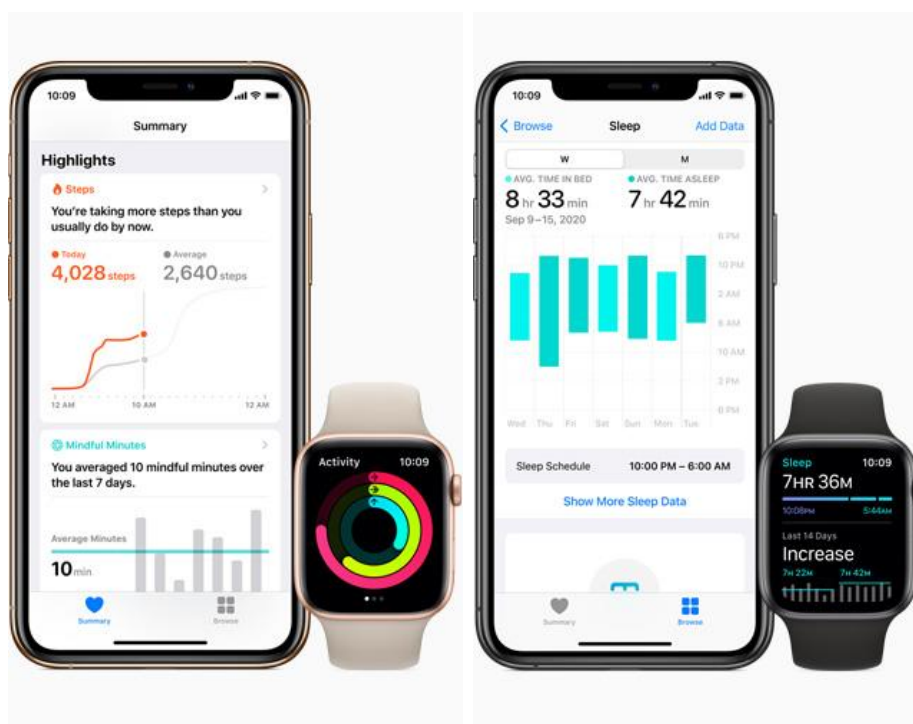 10:09
Summary
Highlights
Steps
You're taking more steps than you
usually do by now.
Today
Average
4,028 steps
2,640 steps
12 AM
10 AM
12 AM
Mindful Minutes
You averaged 10 mindful minutes over
the last 7 days.
Average Minutes
10 min
Summary
Browse
Activity
10:09
10:09
Browse
Sleep
Add Data
W
M
AVG. TIME IN BED
AVG. TIME ASLEEP
8 hr 33 min
7 hr 42 min
Sep 9–15, 2020
6 PM
10 PM
2 AM
6 AM
10 AM
2 PM
6 PM
Wed Thu Fri Sat Sun Mon Tue
Sleep Schedule
10:00 PM – 6:00 AM
Show More Sleep Data
Summary
Browse
Sleep
10:09
7HR 36M
10:08PM
5:44AM
Last 14 Days
Increase
7H 22M
7H 42M